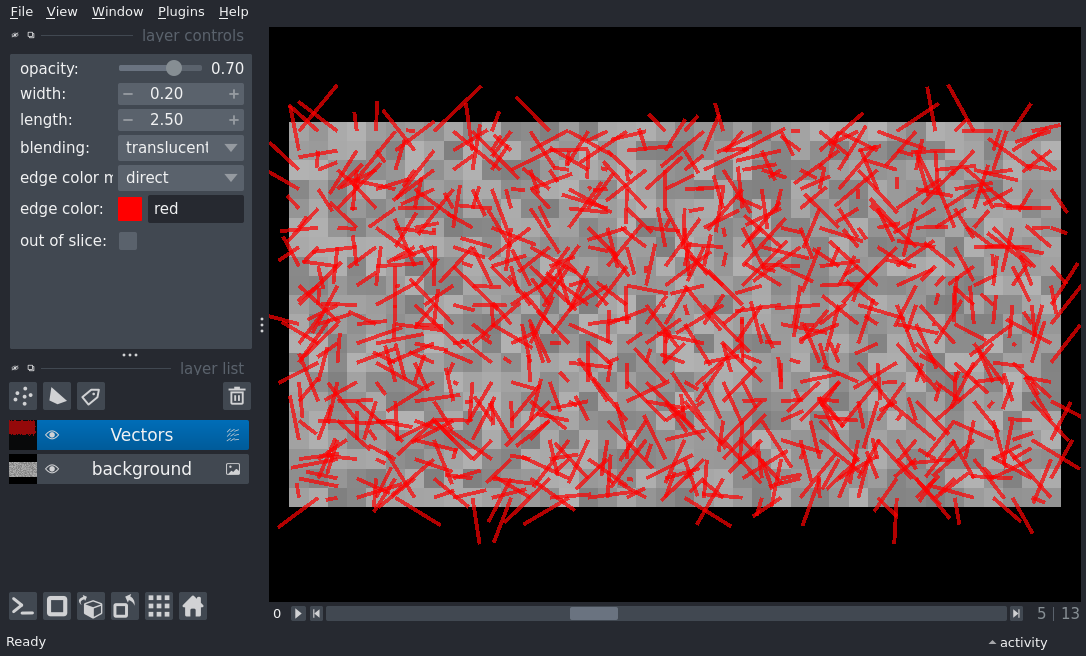 File View Window Plugins Help
layer controls
opacity: 0.70
width: 0.20
length: 2.50
blending: translucent
edge color m direct
edge color: red
out of slice:
layer list
Vectors
background
0 5 13
Ready activity